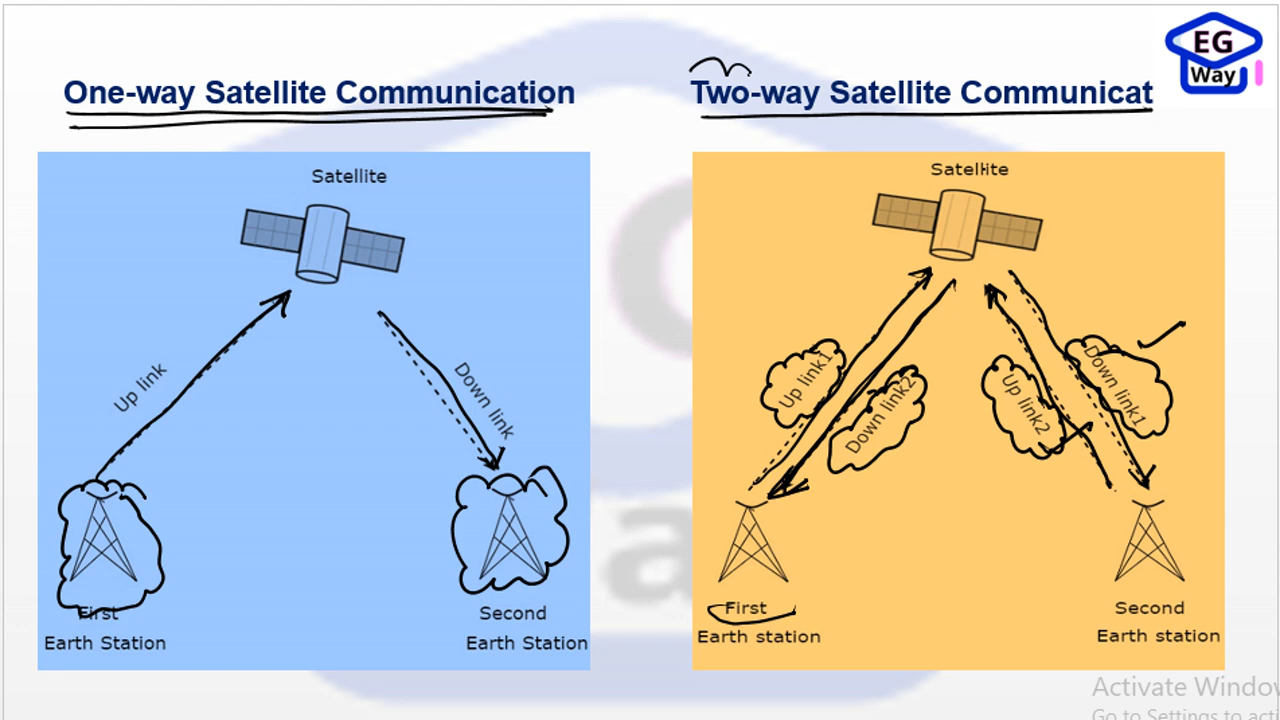 EG
Way
One-way Satellite Communication
Two-way Satellite Communicat
Satellite
Up link
Down link
First
Earth Station
Second
Earth Station
Satellite
Up link1
Down link2
Up link2
Down link1
First
Earth station
Second
Earth station
Activate Windov
Go to Settings to acti